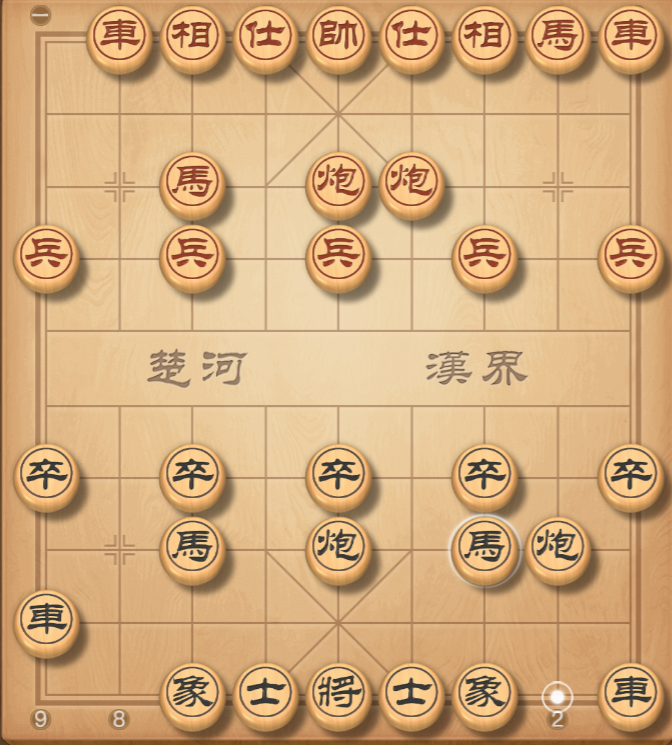 一
車 相 仕 帥 仕 相 馬 車
馬 炮 炮
兵 兵 兵 兵 兵
楚河 漢界
卒 卒 卒 卒 卒
馬 炮 馬 炮
車
象 士 將 士 象 車
9 8 2